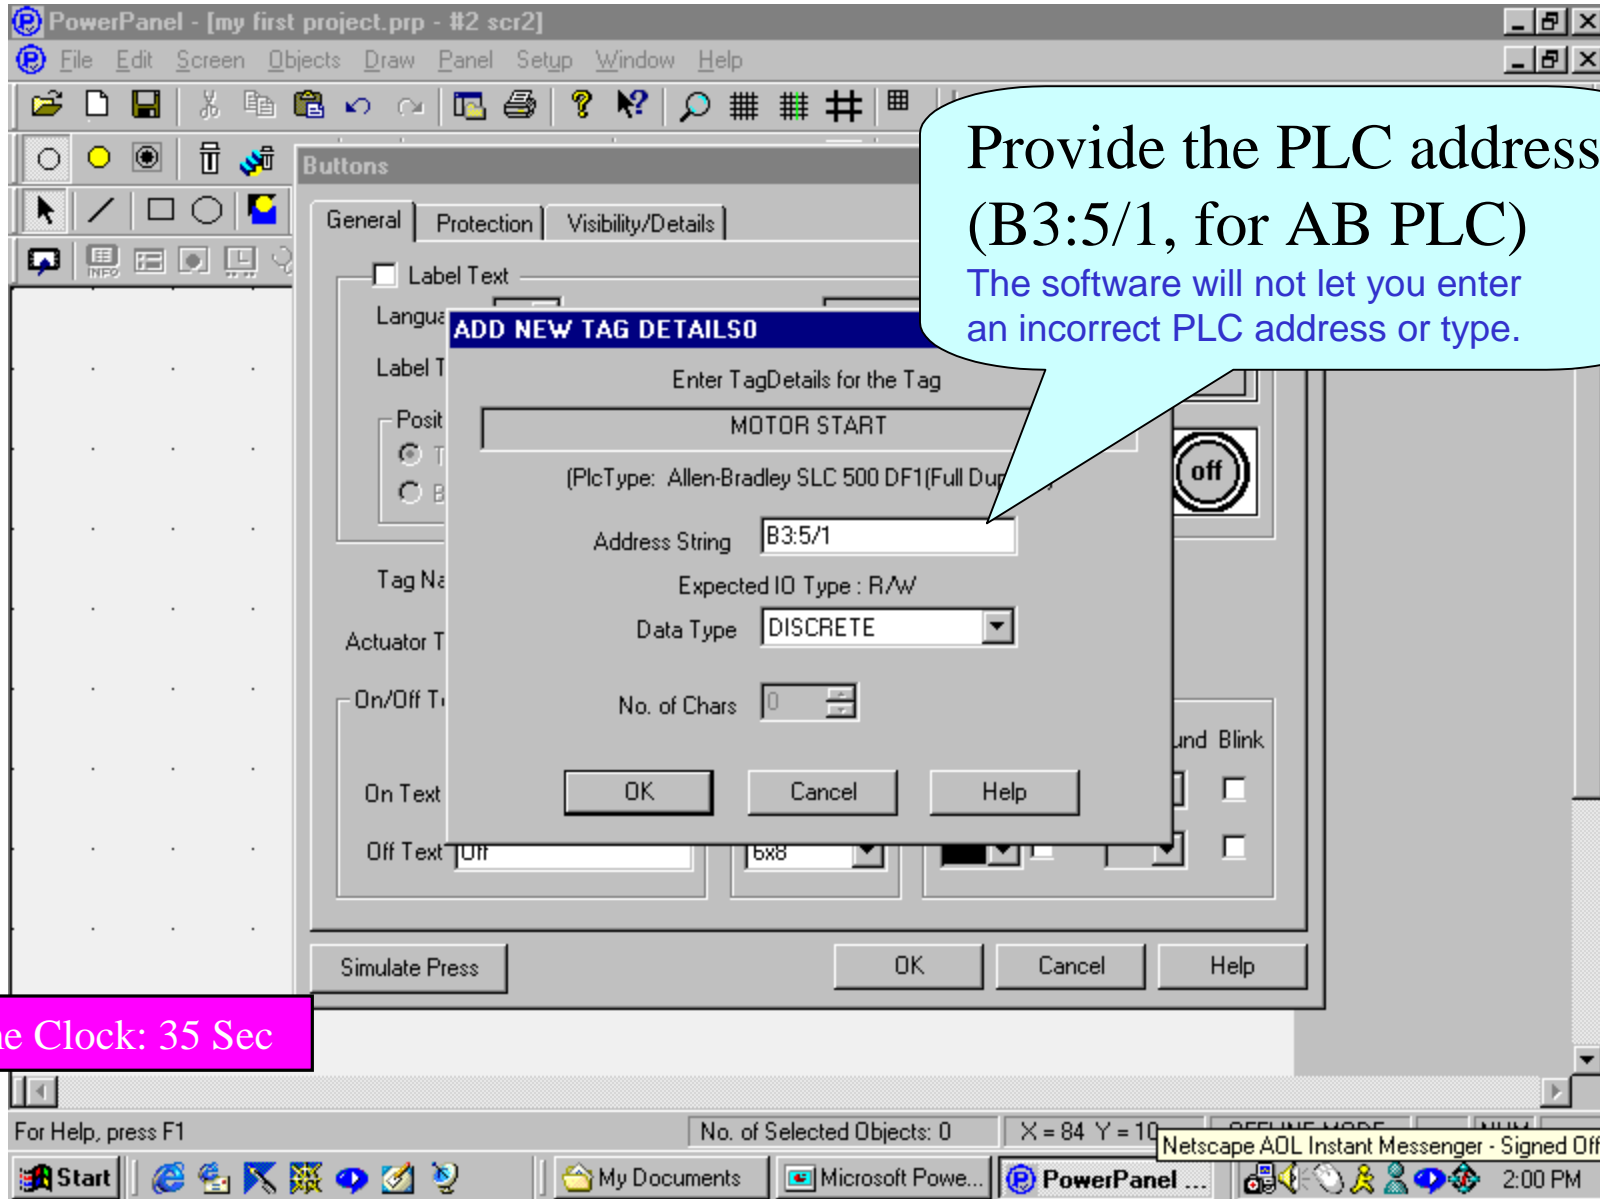 PowerPanel - [my first project.prp - #2 scr2]
File Edit Screen Objects Draw Panel Setup Window Help
Provide the PLC address
(B3:5/1, for AB PLC)
The software will not let you enter
an incorrect PLC address or type.
Buttons
General Protection Visibility/Details
INFO
Label Text
ADD NEW TAG DETAILS0
Enter TagDetails for the Tag
MOTOR START
off
(PlcType: Allen-Bradley SLC 500 DF1(Full
Address String B3:5/1
Tag
Expected IO Type : R/W
Data Type DISCRETE
Actuator
On/Off
No. of Chars 0
Blink
On Text
OK Cancel Help
Off Text Off 6x8
Simulate Press OK Cancel Help
Clock: 35 Sec
For Help, press F1 No. of Selected Objects: 0 X = 84 Y = 10
Netscape AOL Instant Messenger - Signed Off
Start My Documents Microsoft Powe... PowerPanel ... 2:00 PM